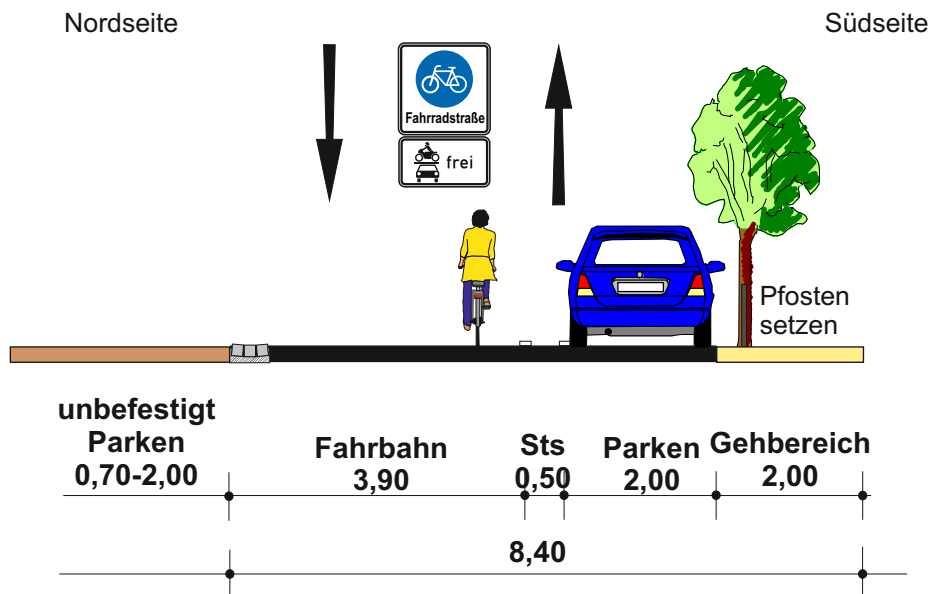 Nordseite
Südseite
Fahrradstraße
frei
Pfosten
setzen
unbefestigt
Parken
0,70-2,00
Fahrbahn
3,90
Sts
0,50
Parken
2,00
Gehbereich
2,00
8,40